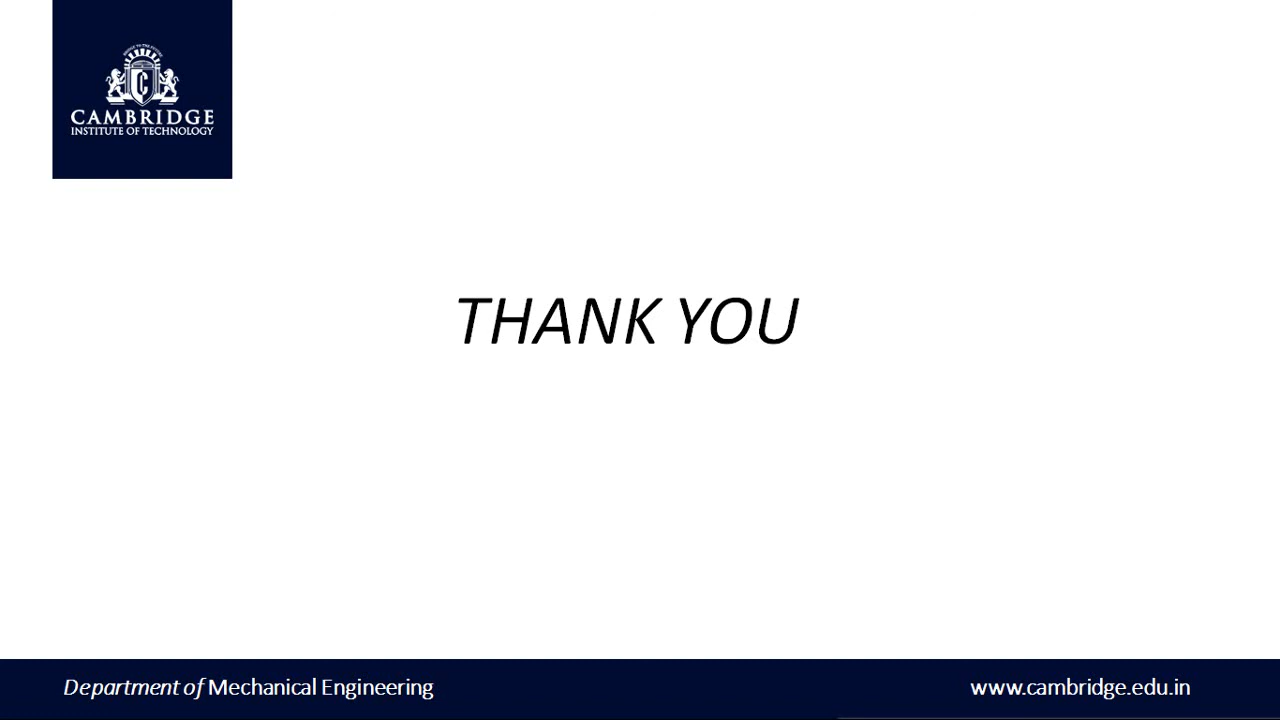 CAMBRIDGE
INSTITUTE OF TECHNOLOGY
THANK YOU
Department of Mechanical Engineering
www.cambridge.edu.in